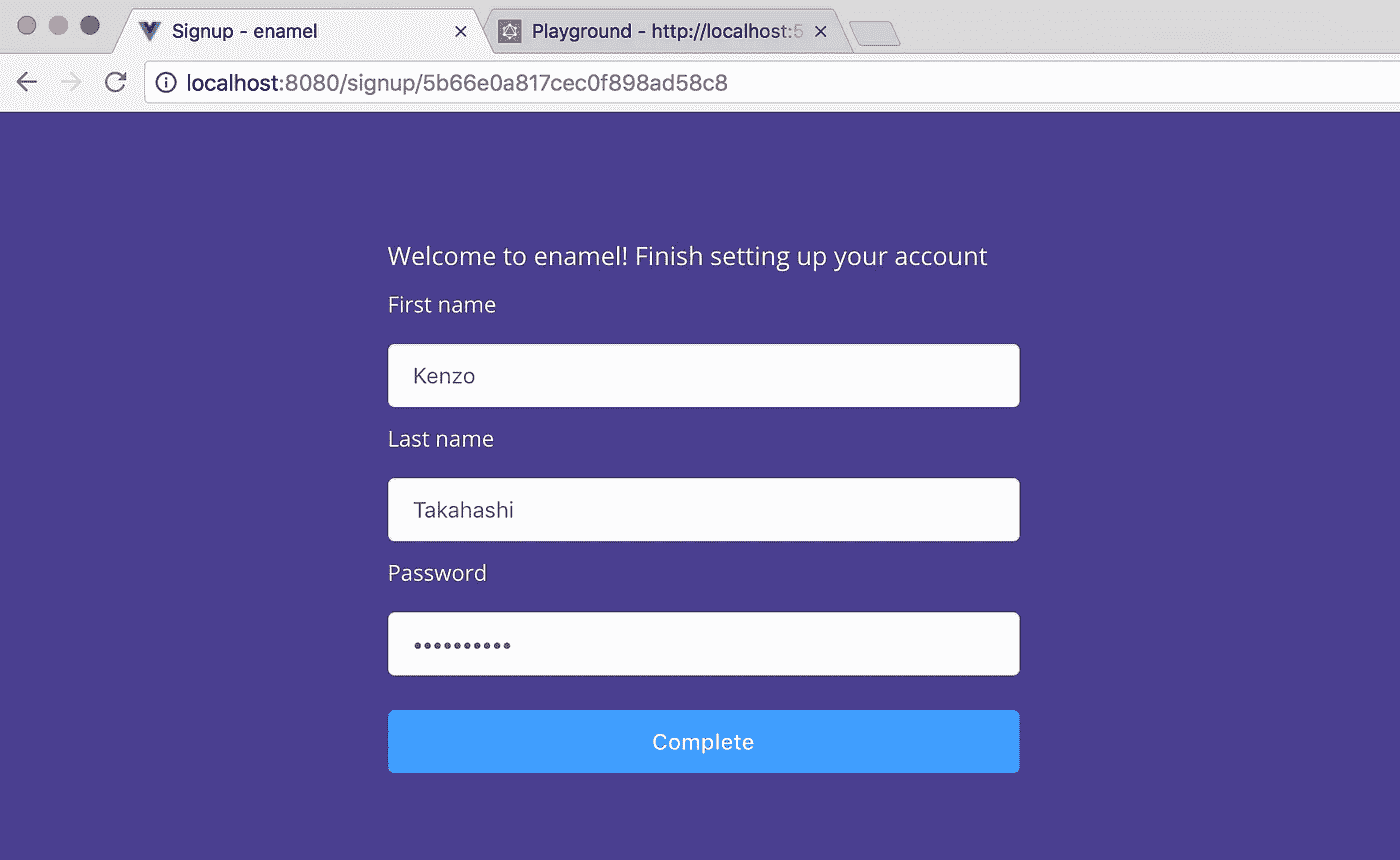 Signup - enamel
Playground - http://localhost:5
localhost:8080/signup/5b66e0a817cec0f898ad58c8
Welcome to enamel! Finish setting up your account
First name
Kenzo
Last name
Takahashi
Password
••••••••••
Complete